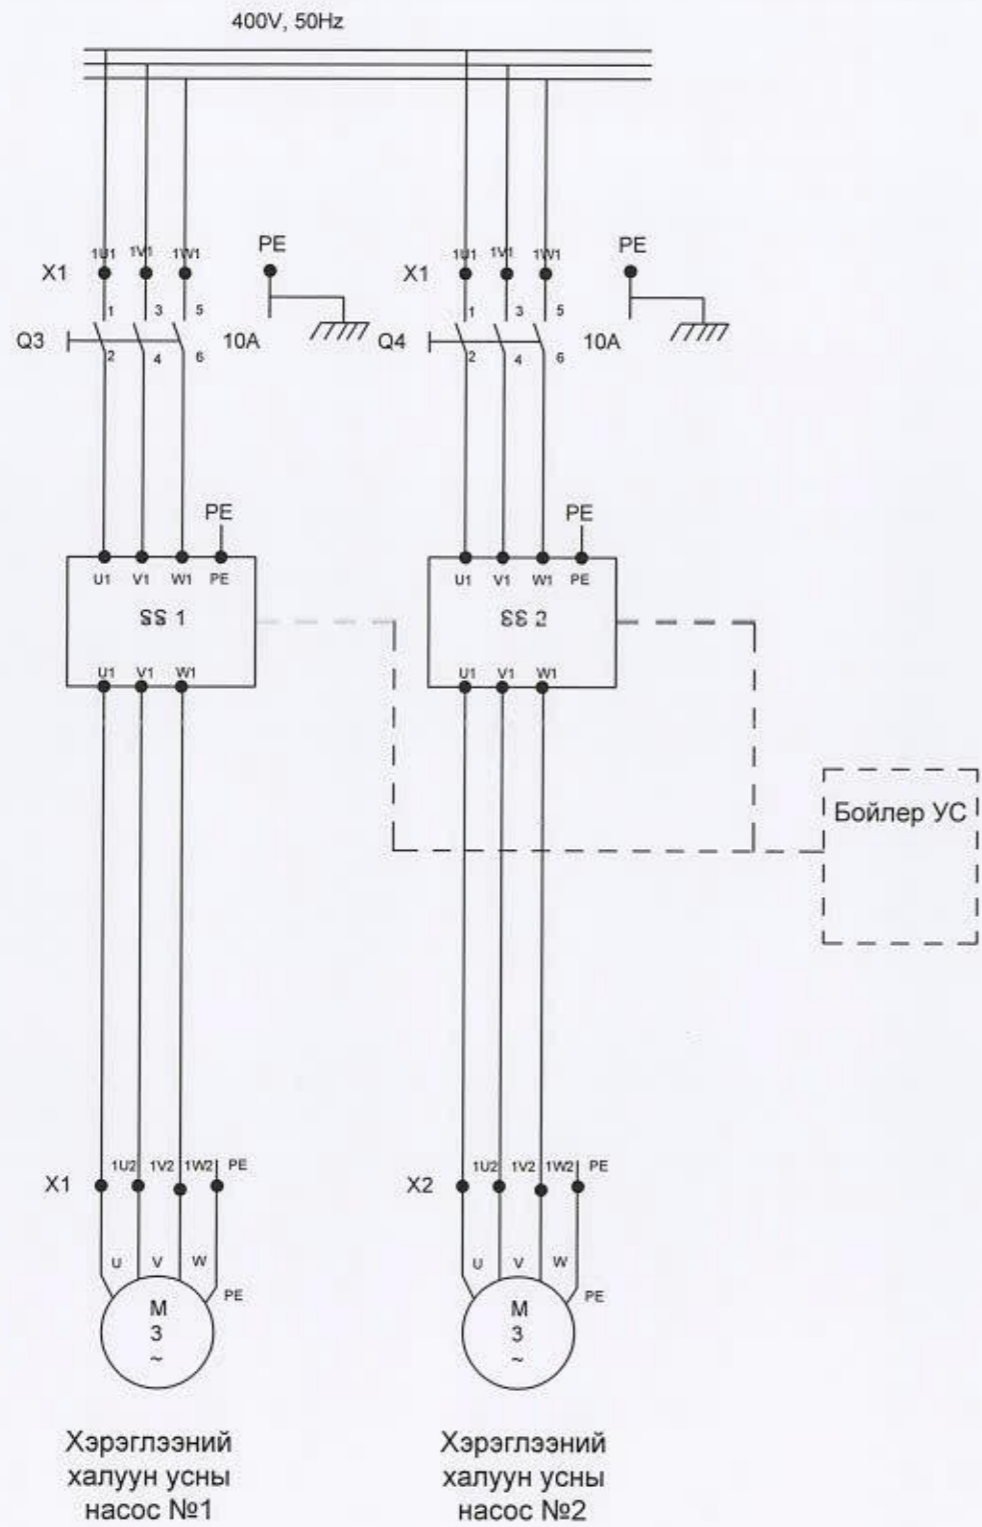 400V, 50Hz
X1 1U1 1V1 1W1 PE
X1 1U1 1V1 1W1 PE
1 3 5
1 3 5
Q3 10A
Q4 10A
2 4 6
2 4 6
PE
PE
U1 V1 W1 PE
U1 V1 W1 PE
SS 1
SS 2
U1 V1 W1
U1 V1 W1
Бойлер УС
X1 1U2 1V2 1W2 PE
X2 1U2 1V2 1W2 PE
U V W
U V W
PE
PE
M
3
~
M
3
~
Хэрэглээний
халуун усны
насос №1
Хэрэглээний
халуун усны
насос №2